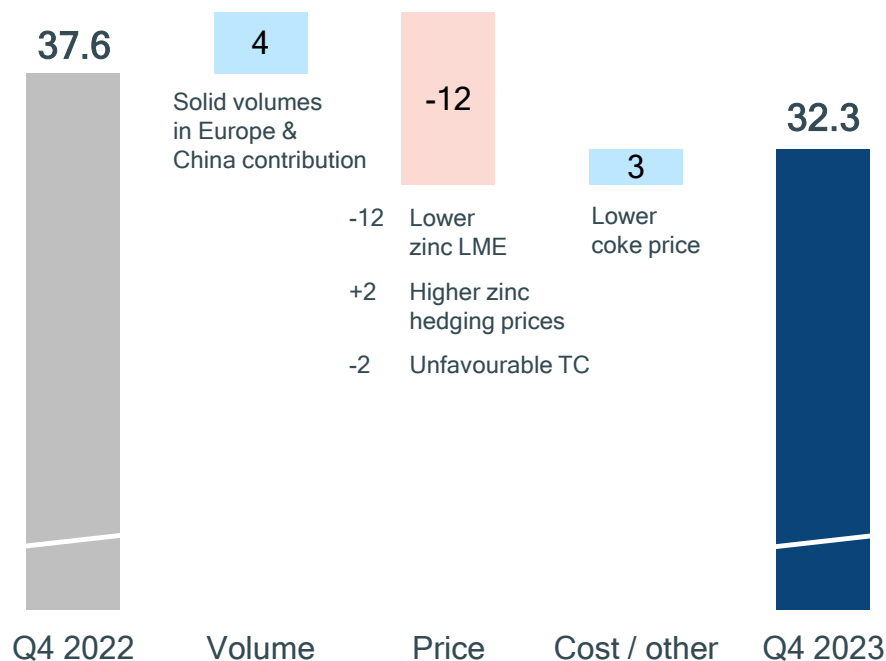 37.6
4
Solid volumes
in Europe &
China contribution
-12
-12 Lower
zinc LME
+2 Higher zinc
hedging prices
-2 Unfavourable TC
3
Lower
coke price
32.3
Q4 2022 Volume Price Cost / other Q4 2023